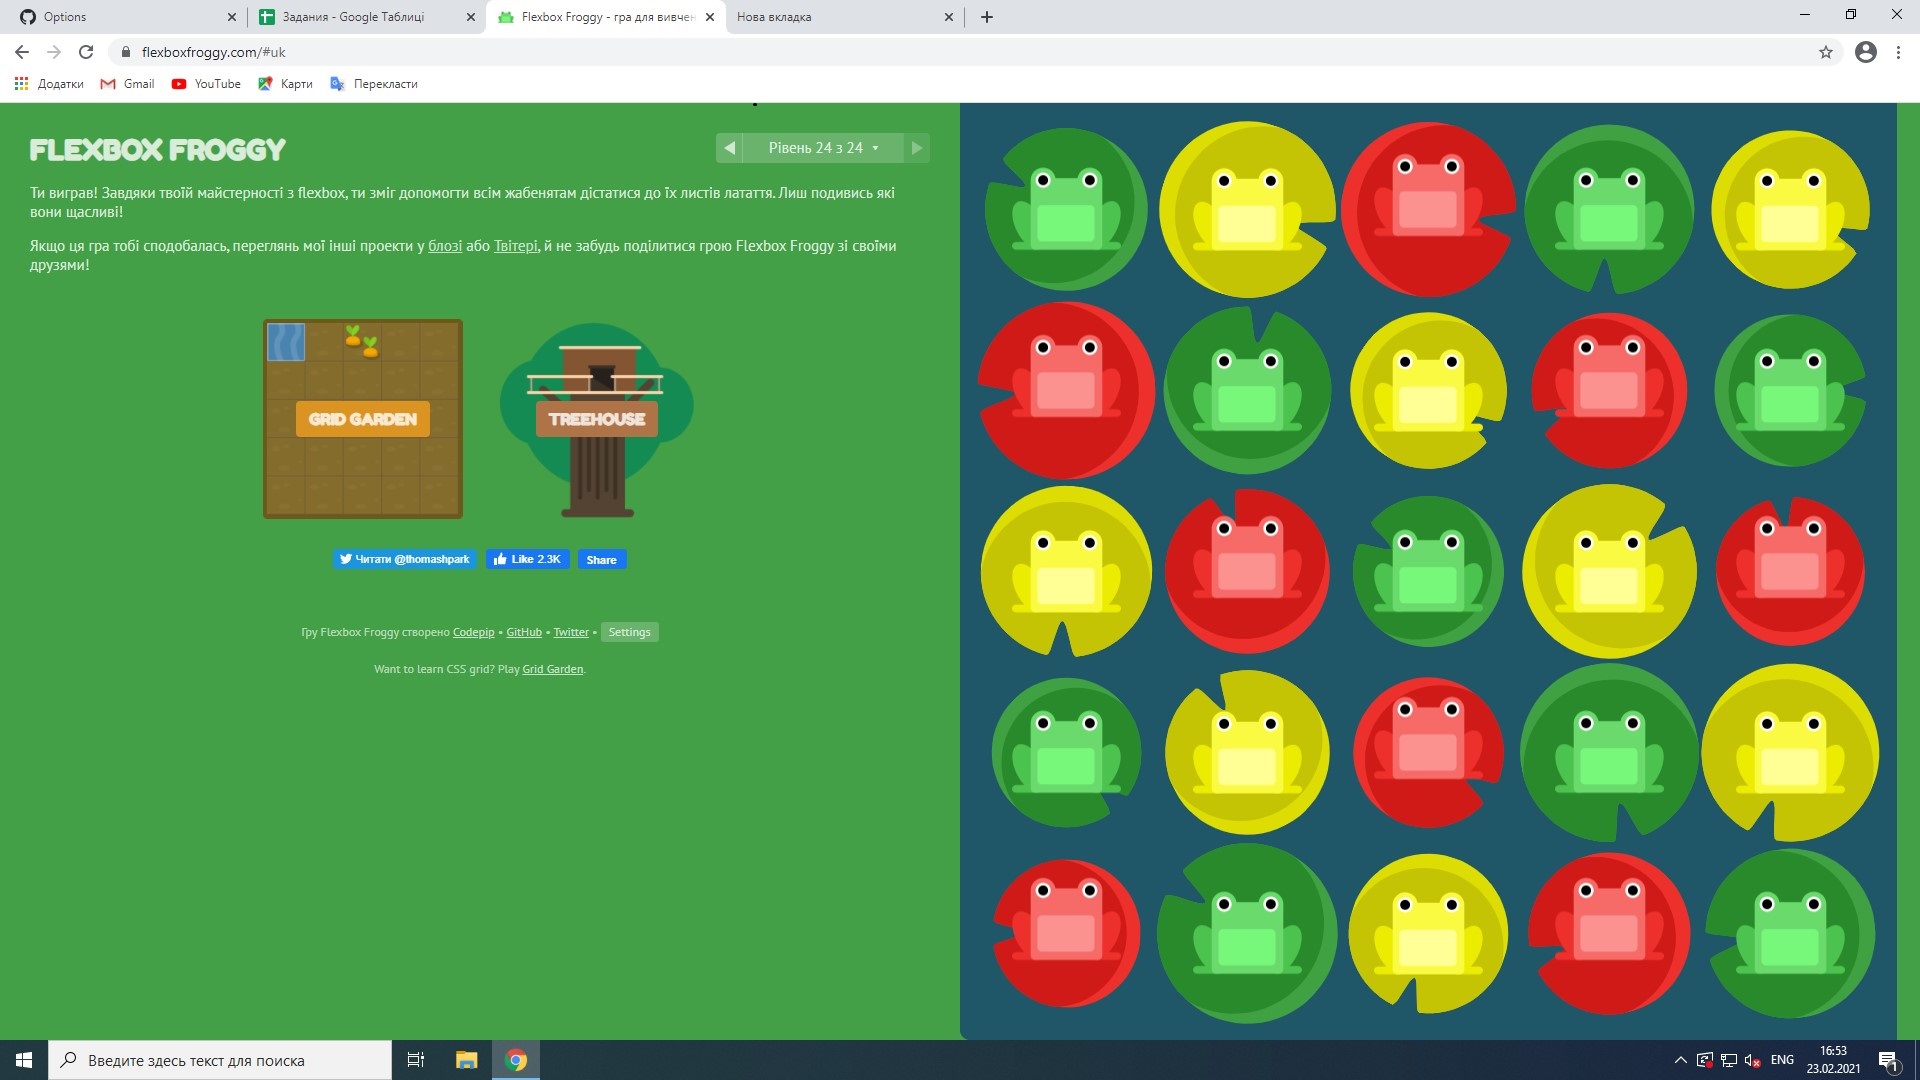 Options
Задания - Google Таблиці
Flexbox Froggy - гра для вивчен
Нова вкладка
flexboxfroggy.com/#uk
Додатки
Gmail
YouTube
Карти
Перекласти
FLEXBOX FROGGY
Рівень 24 з 24
Ти виграв! Завдяки твоїй майстерності з flexbox, ти зміг допомогти всім жабенятам дістатися до їх листів латаття. Лиш подивись які
вони щасливі!
Якщо ця гра тобі сподобалась, переглянь мої інші проекти у блозі або Твітері, й не забудь поділитися грою Flexbox Froggy зі своїми
друзями!
GRID GARDEN
TREEHOUSE
Читати @thomashpark
Like 2.3K
Share
Гру Flexbox Froggy створено Codepip • GitHub • Twitter • Settings
Want to learn CSS grid? Play Grid Garden.
Введите здесь текст для поиска
ENG
16:53
23.02.2021
1